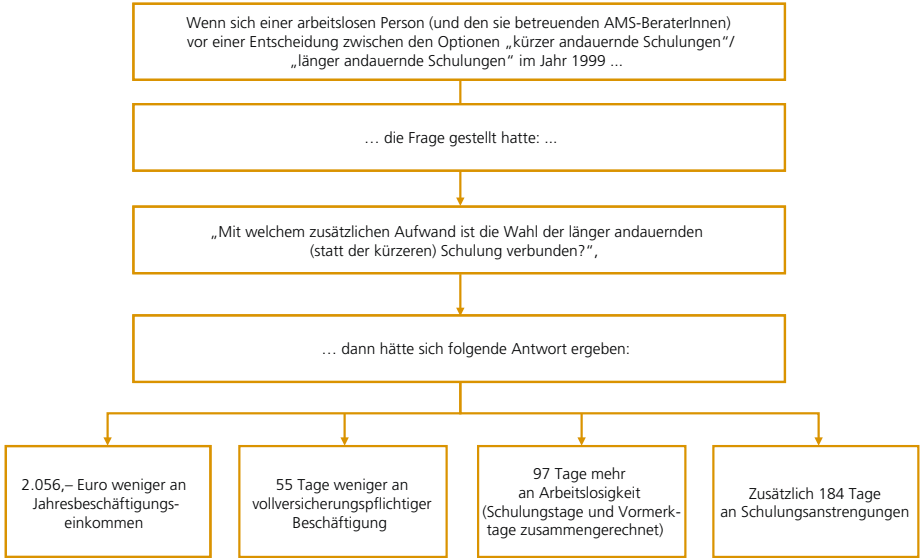 Wenn sich einer arbeitslosen Person (und den sie betreuenden AMS-BeraterInnen)
vor einer Entscheidung zwischen den Optionen „kürzer andauernde Schulungen“/
„länger andauernde Schulungen“ im Jahr 1999 ...
… die Frage gestellt hatte: ...
„Mit welchem zusätzlichen Aufwand ist die Wahl der länger andauernden
(statt der kürzeren) Schulung verbunden?“,
… dann hätte sich folgende Antwort ergeben:
2.056,– Euro weniger an
Jahresbeschäftigungs-
einkommen
55 Tage weniger an
vollversicherungspflichtiger
Beschäftigung
97 Tage mehr
an Arbeitslosigkeit
(Schulungstage und Vormerk-
tage zusammengerechnet)
Zusätzlich 184 Tage
an Schulungsanstrengungen